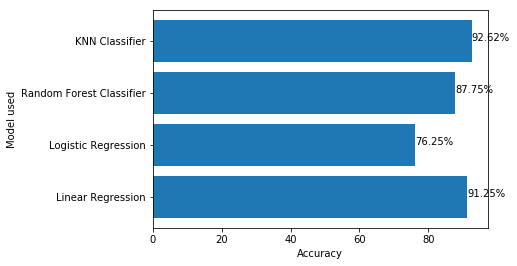 KNN Classifier
92.62%
Random Forest Classifier
87.75%
Logistic Regression
76.25%
Linear Regression
91.25%
Model used
0 20 40 60 80
Accuracy